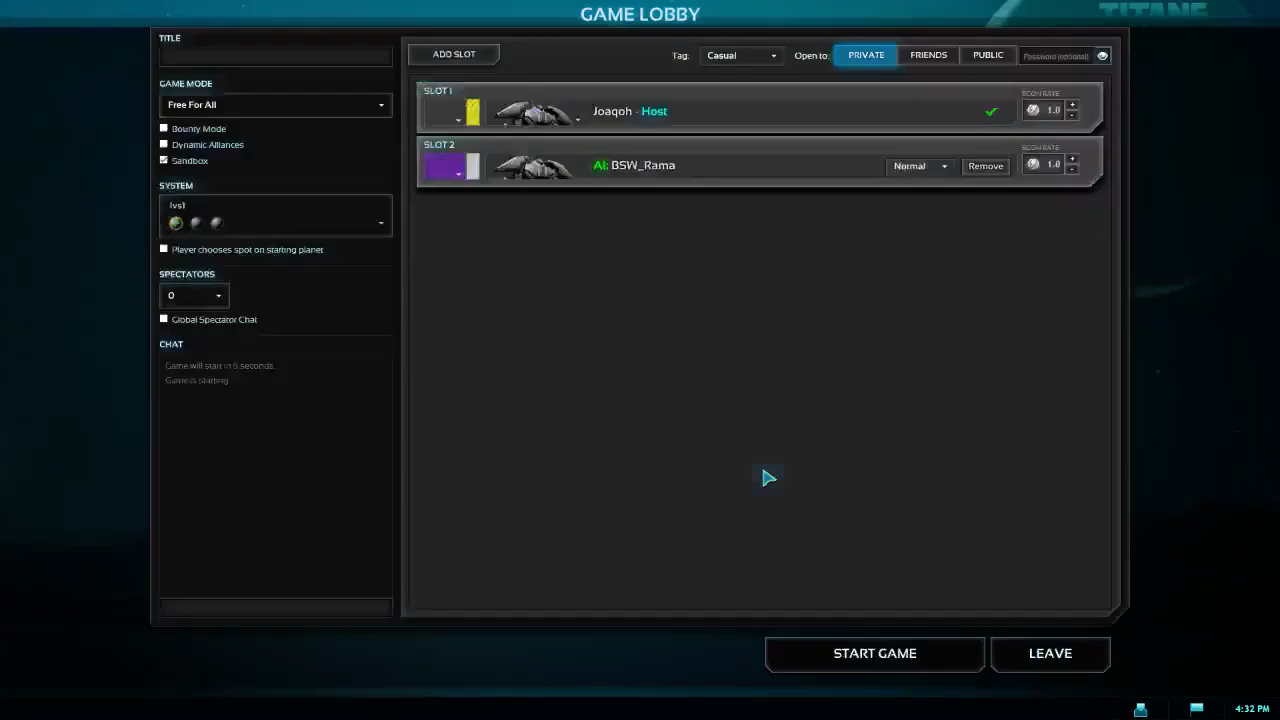 GAME LOBBY
TITANS
TITLE
GAME MODE
Free For All
Bounty Mode
Dynamic Alliances
Sandbox
SYSTEM
1vs1
Player chooses spot on starting planet
SPECTATORS
0
Global Spectator Chat
CHAT
Game will start in 5 seconds.
Game is starting
ADD SLOT
Tag: Casual Open to: PRIVATE FRIENDS PUBLIC Password (optional)
SLOT 1
Joaqoh - Host
ECON RATE
1.0 + -
SLOT 2
AI: BSW_Rama
Normal Remove
ECON RATE
1.0 + -
START GAME LEAVE
4:32 PM